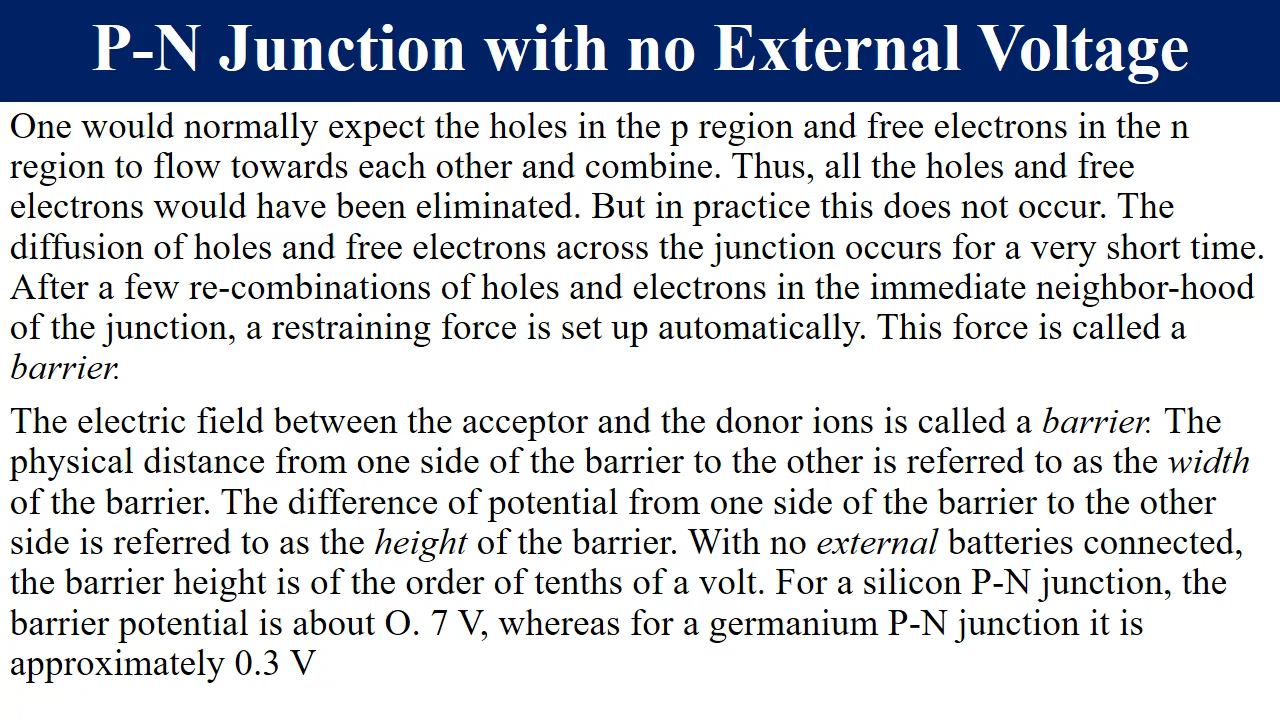 P-N Junction with no External Voltage
One would normally expect the holes in the p region and free electrons in the n
region to flow towards each other and combine. Thus, all the holes and free
electrons would have been eliminated. But in practice this does not occur. The
diffusion of holes and free electrons across the junction occurs for a very short time.
After a few re-combinations of holes and electrons in the immediate neighbor-hood
of the junction, a restraining force is set up automatically. This force is called a
barrier.
The electric field between the acceptor and the donor ions is called a barrier. The
physical distance from one side of the barrier to the other is referred to as the width
of the barrier. The difference of potential from one side of the barrier to the other
side is referred to as the height of the barrier. With no external batteries connected,
the barrier height is of the order of tenths of a volt. For a silicon P-N junction, the
barrier potential is about O. 7 V, whereas for a germanium P-N junction it is
approximately 0.3 V